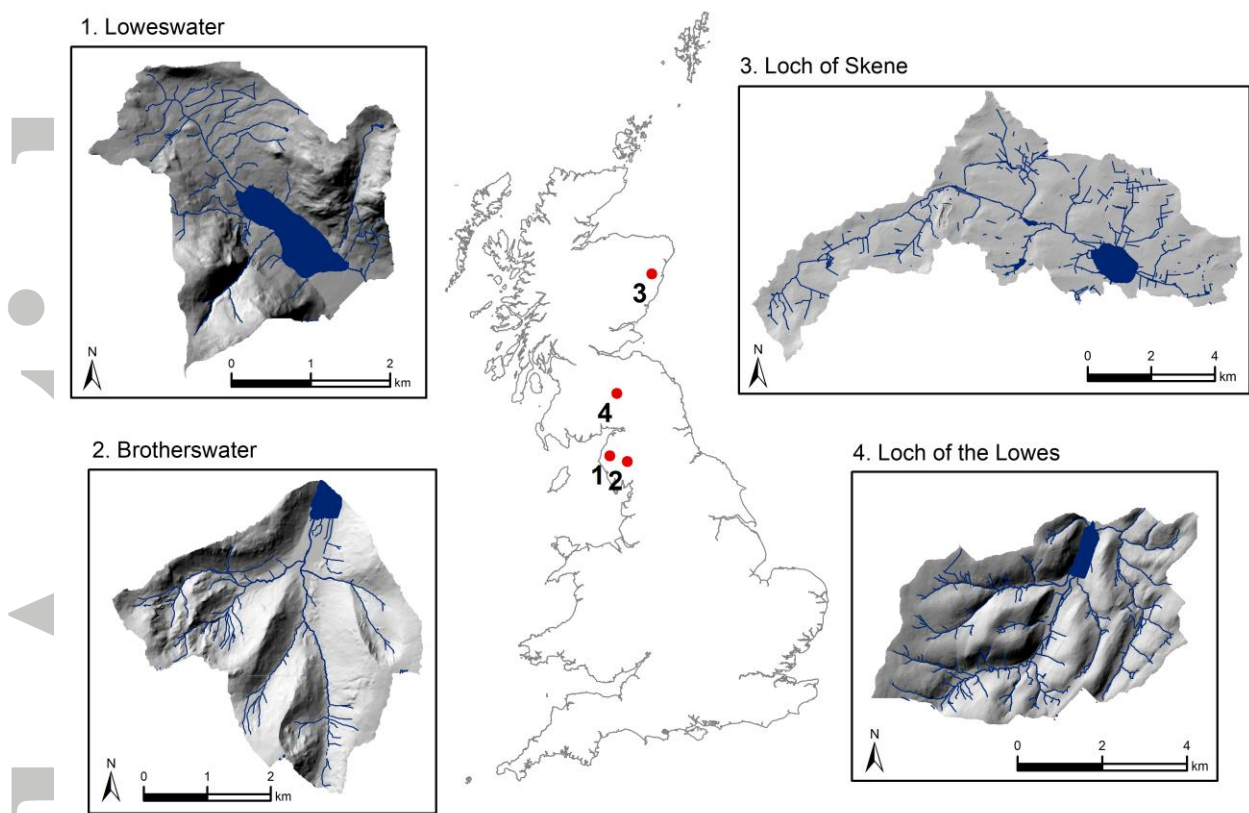 1. Loweswater
N
0 1 2
km
2. Brotherswater
N
0 1 2
km
3
4
1
2
3. Loch of Skene
N
0 2 4
km
4. Loch of the Lowes
N
0 2 4
km